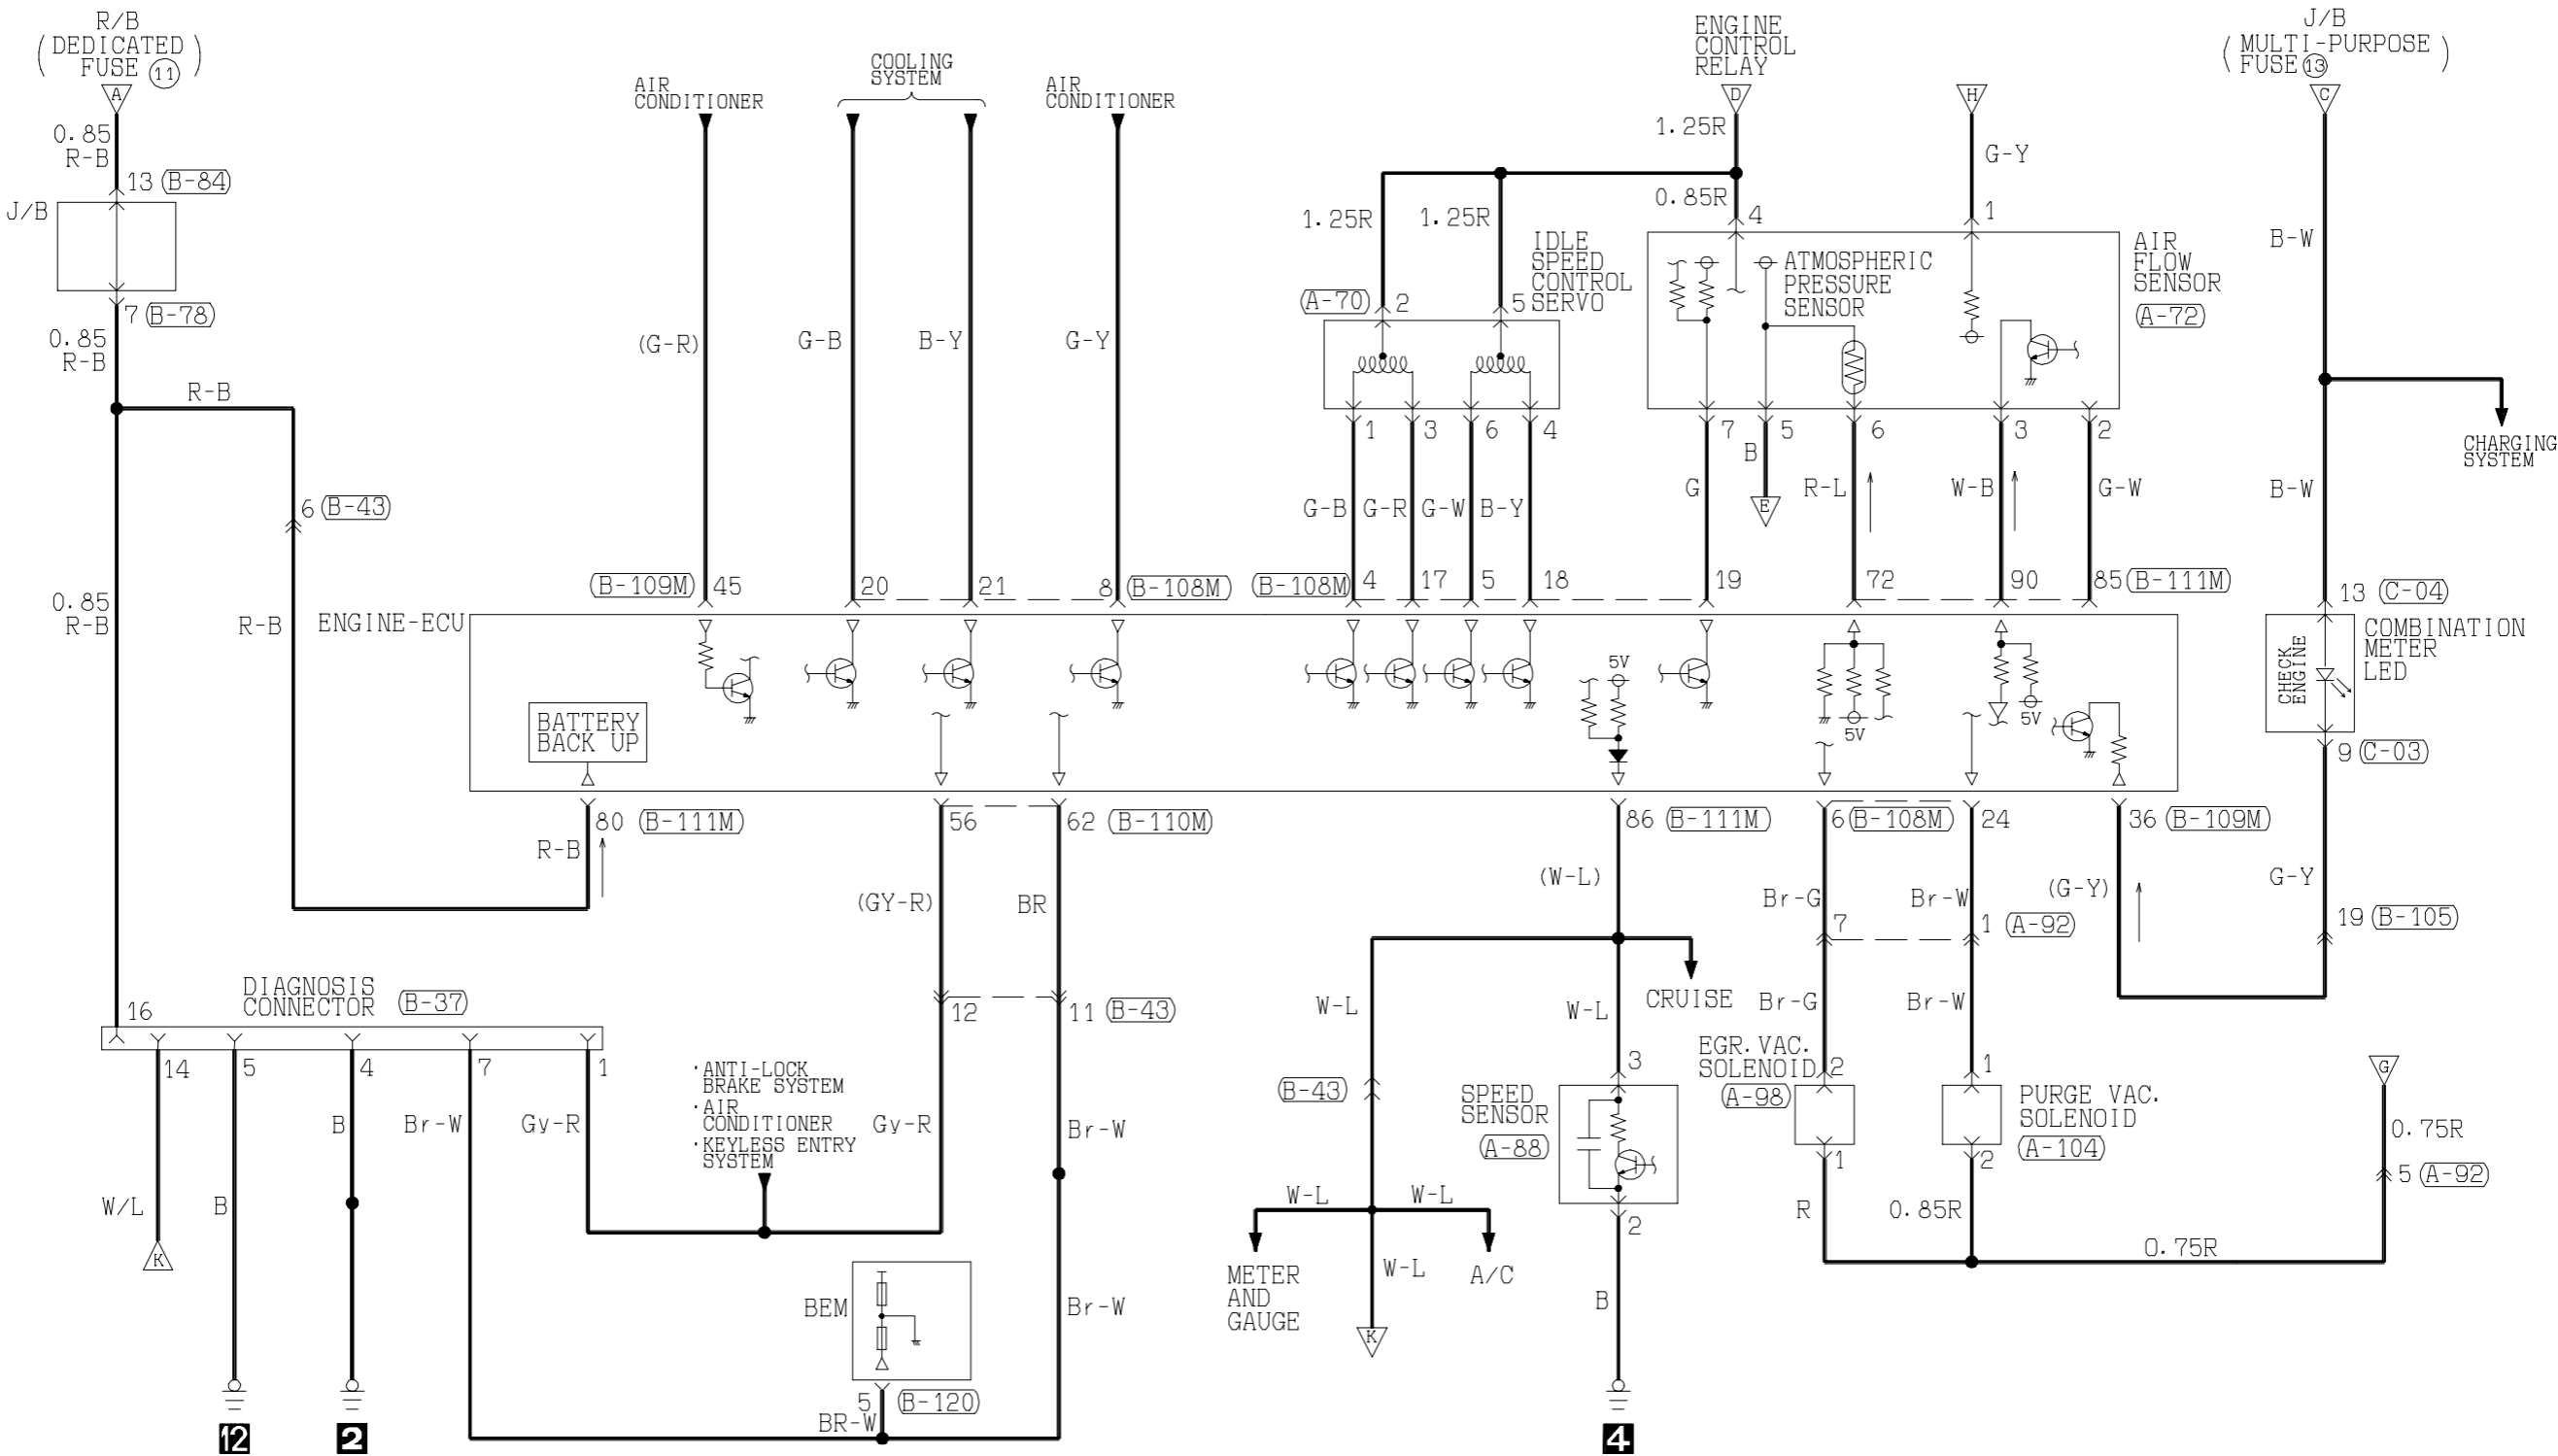 R/B
(DEDICATED
FUSE 11)
A
0.85
R-B
13 (B-84)
J/B
7 (B-78)
0.85
R-B
R-B
6 (B-43)
0.85
R-B
R-B
AIR
CONDITIONER
COOLING
SYSTEM
AIR
CONDITIONER
(G-R)
G-B
B-Y
G-Y
(B-109M) 45
20
21
8 (B-108M)
ENGINE
CONTROL
RELAY
D
1.25R
0.85R
4
1.25R
1.25R
H
G-Y
1
IDLE
SPEED
CONTROL
SERVO
(A-70) 2
5
ATMOSPHERIC
PRESSURE
SENSOR
AIR
FLOW
SENSOR
(A-72)
1
3
6
4
7
5
6
3
2
B
E
G-B
G-R
G-W
B-Y
G
R-L
W-B
G-W
(B-108M) 4
17
5
18
19
72
90
85 (B-111M)
J/B
(MULTI-PURPOSE
FUSE 13)
C
B-W
CHARGING
SYSTEM
B-W
13 (C-04)
CHECK
ENGINE
COMBINATION
METER
LED
9 (C-03)
G-Y
19 (B-105)
ENGINE-ECU
BATTERY
BACK UP
5V
5V
5V
80 (B-111M)
R-B
56
62 (B-110M)
86 (B-111M)
6 (B-108M)
24
36 (B-109M)
(GY-R)
BR
(W-L)
Br-G
Br-W
(G-Y)
7
1 (A-92)
12
11 (B-43)
CRUISE
W-L
W-L
Br-G
Br-W
DIAGNOSIS
CONNECTOR (B-37)
16
14
5
4
7
1
W/L
K
B
B
Br-W
Gy-R
·ANTI-LOCK
BRAKE SYSTEM
·AIR
CONDITIONER
·KEYLESS ENTRY
SYSTEM
Gy-R
Br-W
Br-W
BEM
5 (B-120)
BR-W
12
2
(B-43)
W-L
W-L
W-L
METER
AND
GAUGE
A/C
K
SPEED
SENSOR
(A-88)
3
2
B
4
EGR. VAC.
SOLENOID
(A-98)
2
1
R
1
PURGE VAC.
SOLENOID
(A-104)
2
0.85R
0.75R
G
0.75R
5 (A-92)